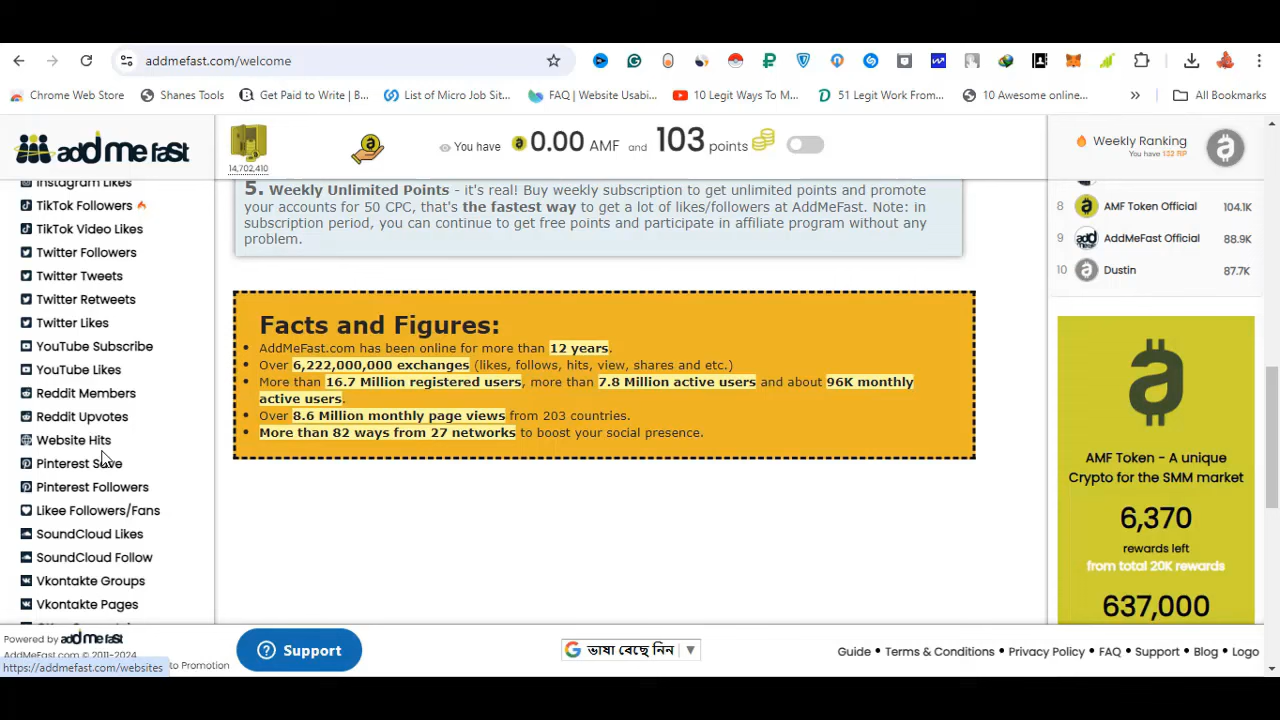 addmefast.com/welcome
Chrome Web Store
Shanes Tools
Get Paid to Write | B...
List of Micro Job Sit...
FAQ | Website Usabi...
10 Legit Ways To M...
51 Legit Work From...
10 Awesome online...
All Bookmarks
add me fast
14,702,410
You have 0.00 AMF and 103 points
Weekly Ranking
You have 132 RP
Instagram Likes
TikTok Followers
TikTok Video Likes
Twitter Followers
Twitter Tweets
Twitter Retweets
Twitter Likes
YouTube Subscribe
YouTube Likes
Reddit Members
Reddit Upvotes
Website Hits
Pinterest Save
Pinterest Followers
Likee Followers/Fans
SoundCloud Likes
SoundCloud Follow
Vkontakte Groups
Vkontakte Pages
5. Weekly Unlimited Points - it's real! Buy weekly subscription to get unlimited points and promote
your accounts for 50 CPC, that's the fastest way to get a lot of likes/followers at AddMeFast. Note: in
subscription period, you can continue to get free points and participate in affiliate program without any
problem.
Facts and Figures:
• AddMeFast.com has been online for more than 12 years.
• Over 6,222,000,000 exchanges (likes, follows, hits, view, shares and etc.)
• More than 16.7 Million registered users, more than 7.8 Million active users and about 96K monthly
active users.
• Over 8.6 Million monthly page views from 203 countries.
• More than 82 ways from 27 networks to boost your social presence.
8 AMF Token Official 104.1K
9 AddMeFast Official 88.9K
10 Dustin 87.7K
AMF Token - A unique
Crypto for the SMM market
6,370
rewards left
from total 20K rewards
637,000
Powered by add me fast
AddMeFast.com © 2011-2024
to Promotion
https://addmefast.com/websites
Support
ভাষা বেছে নিন
Guide • Terms & Conditions • Privacy Policy • FAQ • Support • Blog • Logo